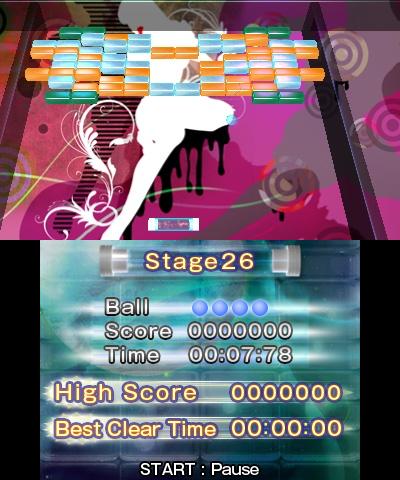 Stage26
Ball
Score 0000000
Time 00:07:78
High Score 0000000
Best Clear Time 00:00:00
START : Pause